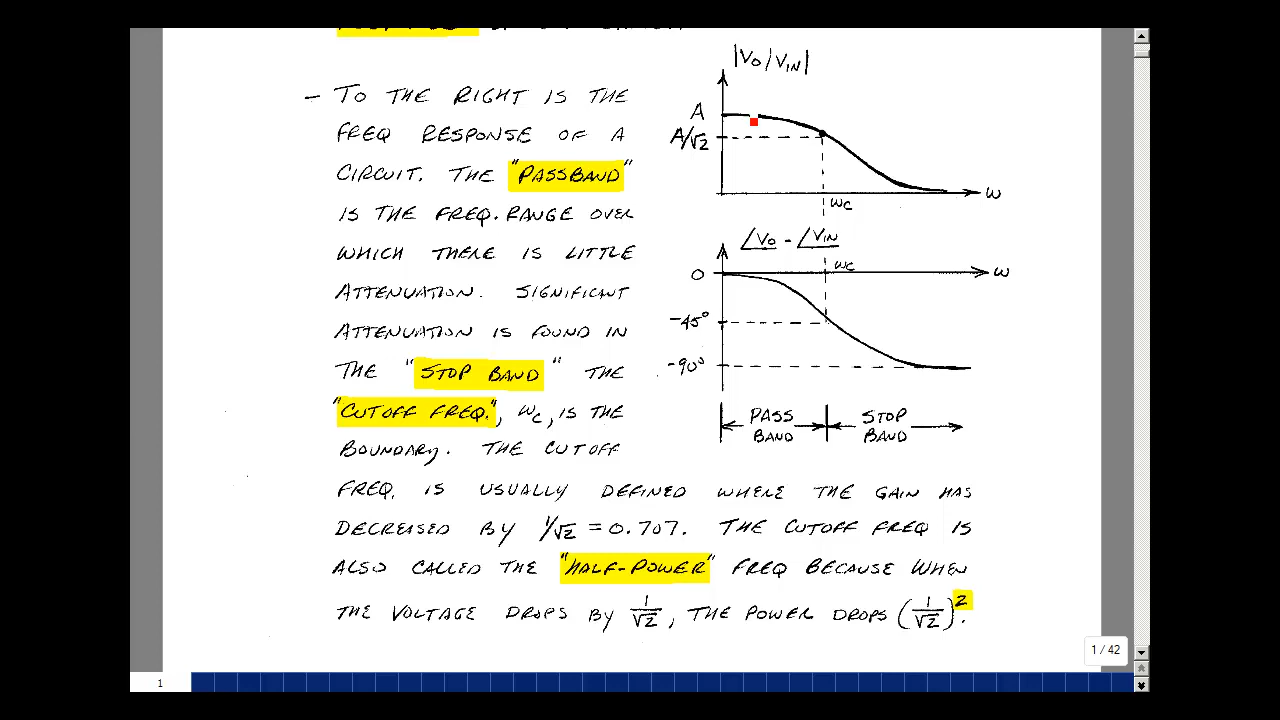 - TO THE RIGHT IS THE
FREQ RESPONSE OF A
CIRCUIT. THE "PASSBAND"
IS THE FREQ. RANGE OVER
WHICH THERE IS LITTLE
ATTENUATION. SIGNIFICANT
ATTENUATION IS FOUND IN
THE "STOP BAND" THE
"CUTOFF FREQ.", ωc, IS THE
BOUNDARY. THE CUTOFF
FREQ. IS USUALLY DEFINED WHERE THE GAIN HAS
DECREASED BY 1/√2 = 0.707. THE CUTOFF FREQ IS
ALSO CALLED THE "HALF-POWER" FREQ BECAUSE WHEN
THE VOLTAGE DROPS BY 1/√2, THE POWER DROPS (1/√2)^2.
|VO/VIN|
A
A/√2
ωc
ω
∠VO - ∠VIN
0
ωc
ω
-45°
-90°
PASS BAND
STOP BAND
1 / 42
1